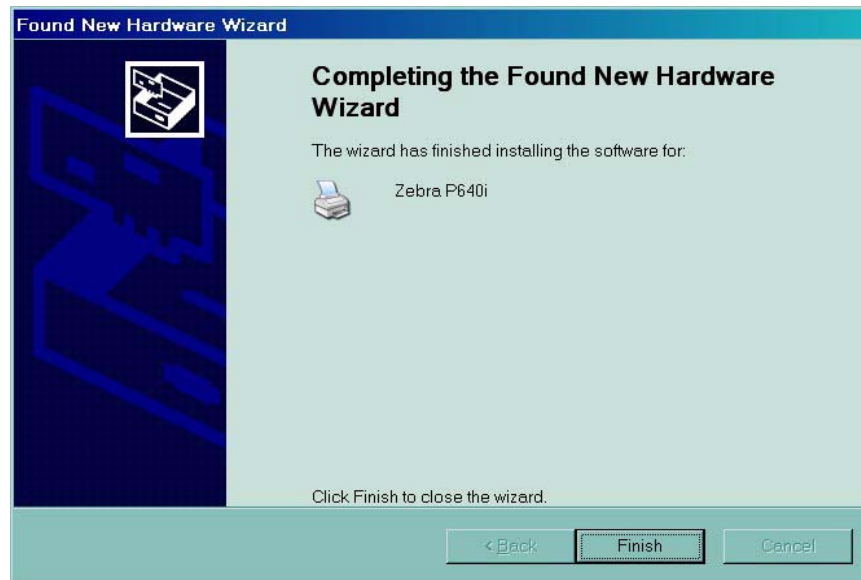 Found New Hardware Wizard
Completing the Found New Hardware
Wizard
The wizard has finished installing the software for:
Zebra P640i
Click Finish to close the wizard.
< Back
Finish
Cancel